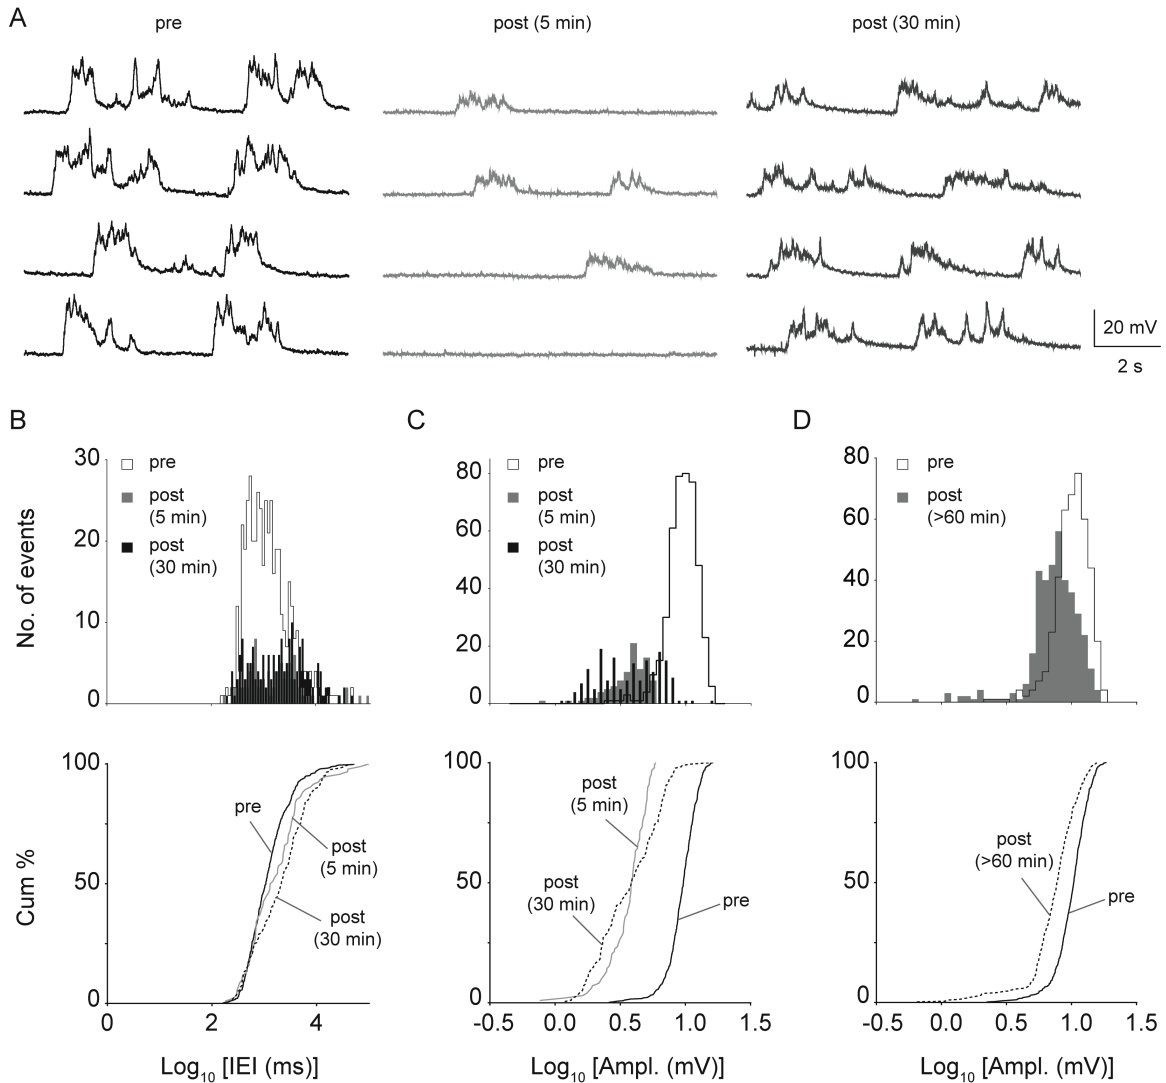 A
pre
post (5 min)
post (30 min)
20 mV
2 s
B
C
D
No. of events
30
20
10
0
pre
post
(5 min)
post
(30 min)
80
60
40
20
0
pre
post
(5 min)
post
(30 min)
80
60
40
20
0
pre
post
(>60 min)
Cum %
100
50
0
pre
post
(5 min)
post
(30 min)
0
2
4
Log10 [IEI (ms)]
100
50
0
post
(5 min)
post
(30 min)
pre
-0.5
0.0
0.5
1.0
1.5
Log10 [Ampl. (mV)]
100
50
0
post
(>60 min)
pre
-0.5
0.0
0.5
1.0
1.5
Log10 [Ampl. (mV)]